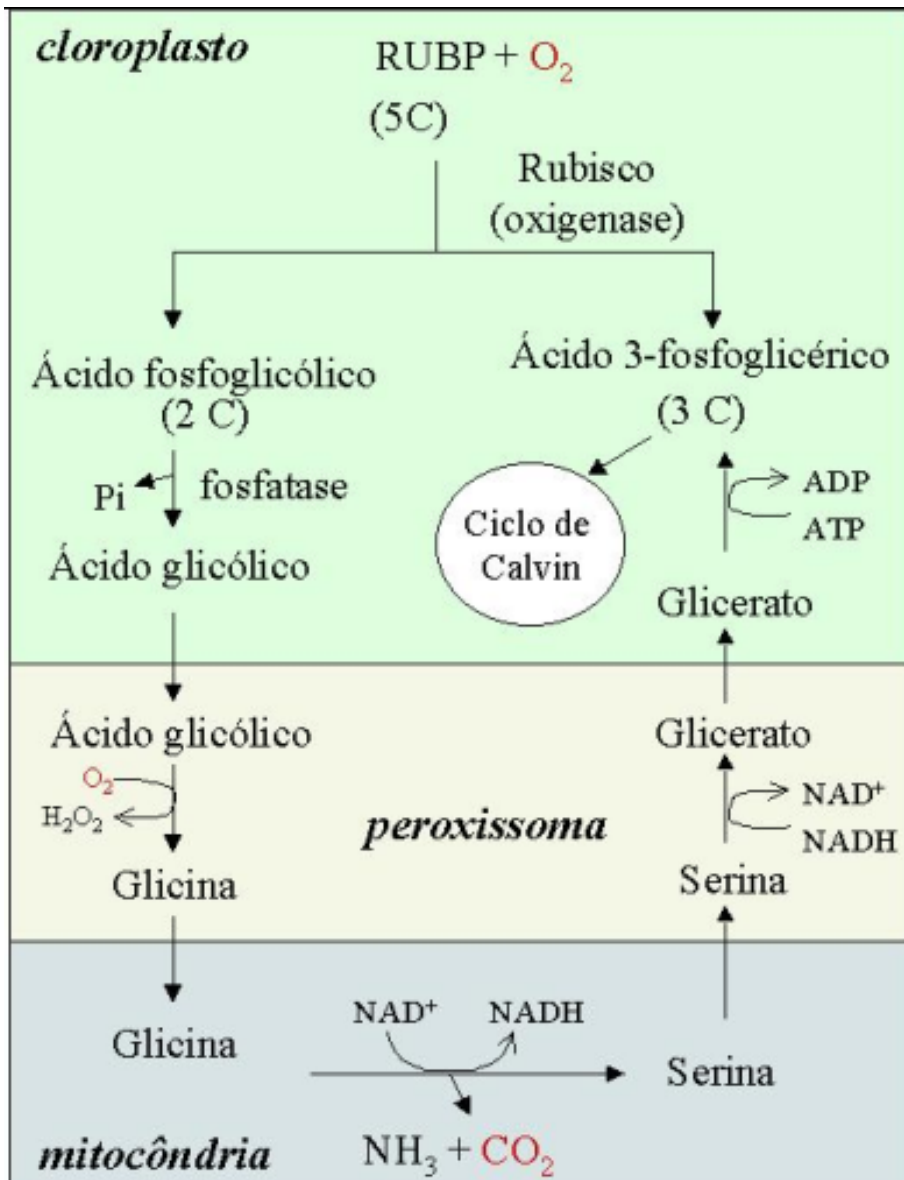 cloroplasto
RUBP + O₂
(5C)
Rubisco
(oxigenase)
Ácido fosfoglicólico
(2 C)
Ácido 3-fosfoglicérico
(3 C)
Pi
fosfatase
Ciclo de
Calvin
ADP
ATP
Ácido glicólico
Glicerato
Ácido glicólico
Glicerato
O₂
H₂O₂
NAD⁺
NADH
peroxissoma
Glicina
Serina
Glicina
NAD⁺
NADH
Serina
mitocôndria
NH₃ + CO₂